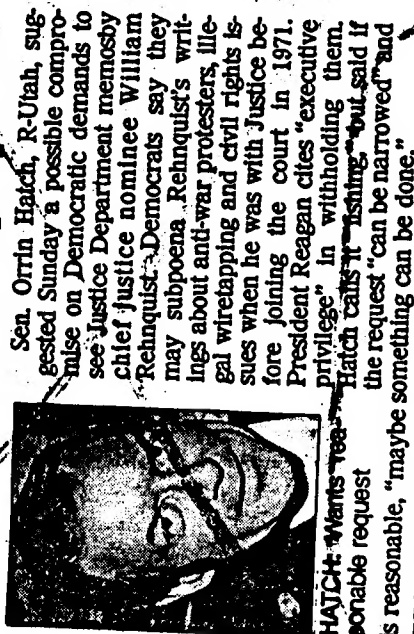 Sen. Orrin Hatch, R-Utah, sug-
gested Sunday a possible compro-
mise on Democratic demands to
see Justice Department memos by
chief justice nominee William
Rehnquist. Democrats say they
may subpoena Rehnquist's writ-
ings about anti-war protesters, ille-
gal wiretapping and civil rights is-
sues when he was with Justice be-
fore joining the court in 1971.
President Reagan cites "executive
privilege" in withholding them.
Hatch calls it "fishing" but said if
the request "can be narrowed" and
is reasonable, "maybe something can be done."
HATCH: Wants rea-
sonable request